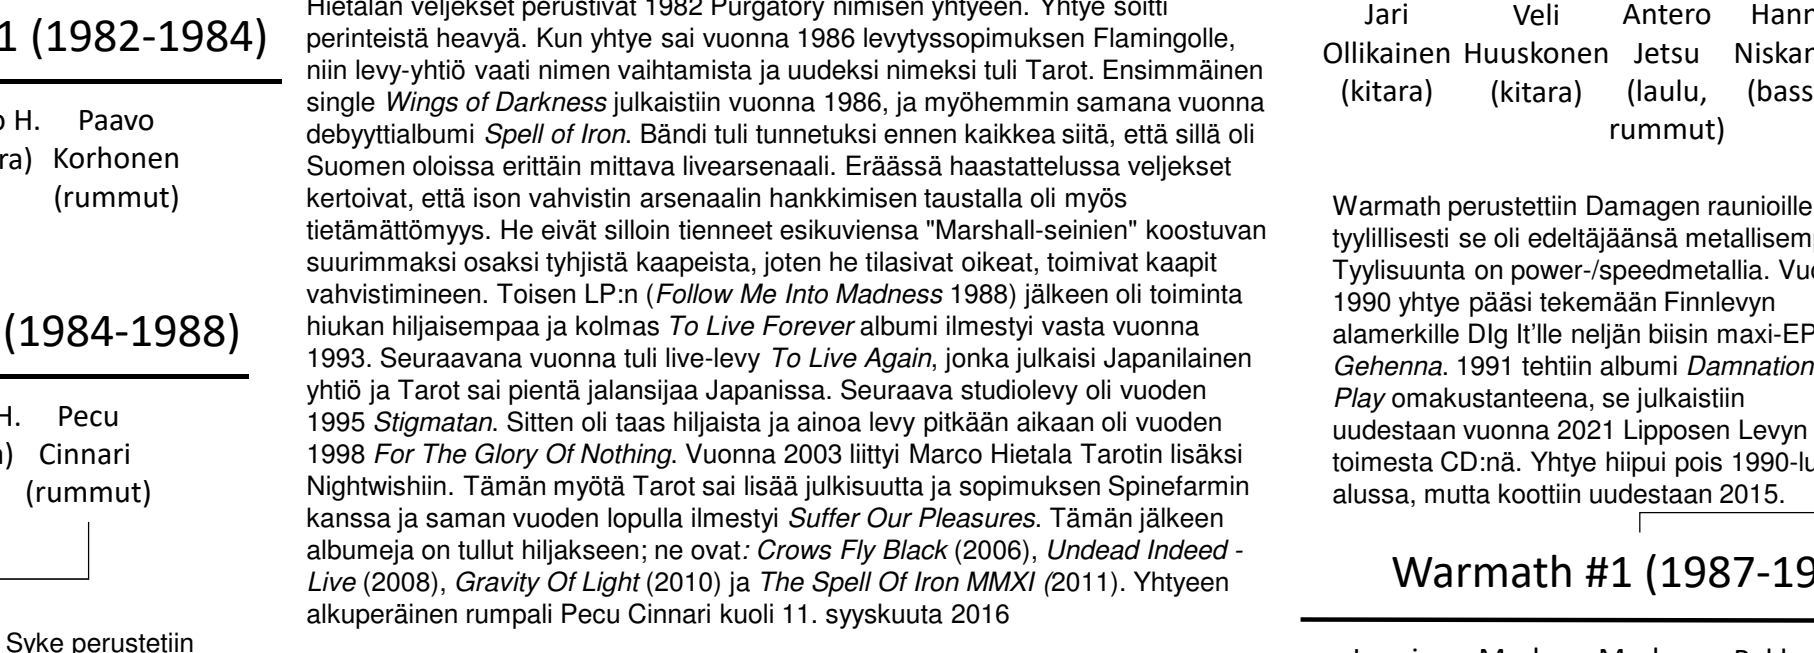 1 (1982-1984)
H. Paavo
Korhonen
(rummut)
(1984-1988)
H. Pecu
Cinnari
(rummut)
Syke perustetiin
Hietalan veljekset perustivat 1982 Purgatory nimisen yhtyeen. Yhtye soitti
perinteistä heavyä. Kun yhtye sai vuonna 1986 levytyssopimuksen Flamingolle,
niin levy-yhtiö vaati nimen vaihtamista ja uudeksi nimeksi tuli Tarot. Ensimmäinen
single Wings of Darkness julkaistiin vuonna 1986, ja myöhemmin samana vuonna
debyyttialbumi Spell of Iron. Bändi tuli tunnetuksi ennen kaikkea siitä, että sillä oli
Suomen oloissa erittäin mittava livearsenaali. Eräässä haastattelussa veljekset
kertoivat, että ison vahvistin arsenaalin hankkimisen taustalla oli myös
tietämättömyys. He eivät silloin tienneet esikuviensa "Marshall-seinien" koostuvan
suurimmaksi osaksi tyhjistä kaapeista, joten he tilasivat oikeat, toimivat kaapit
vahvistimineen. Toisen LP:n (Follow Me Into Madness 1988) jälkeen oli toiminta
hiukan hiljaisempaa ja kolmas To Live Forever albumi ilmestyi vasta vuonna
1993. Seuraavana vuonna tuli live-levy To Live Again, jonka julkaisi Japanilainen
yhtiö ja Tarot sai pientä jalansijaa Japanissa. Seuraava studiolevy oli vuoden
1995 Stigmatan. Sitten oli taas hiljaista ja ainoa levy pitkään aikaan oli vuoden
1998 For The Glory Of Nothing. Vuonna 2003 liittyi Marco Hietala Tarotin lisäksi
Nightwishiin. Tämän myötä Tarot sai lisää julkisuutta ja sopimuksen Spinefarmin
kanssa ja saman vuoden lopulla ilmestyi Suffer Our Pleasures. Tämän jälkeen
albumeja on tullut hiljakseen; ne ovat: Crows Fly Black (2006), Undead Indeed -
Live (2008), Gravity Of Light (2010) ja The Spell Of Iron MMXI (2011). Yhtyeen
alkuperäinen rumpali Pecu Cinnari kuoli 11. syyskuuta 2016
Jari Veli Antero Hann
Ollikainen Huuskonen Jetsu Niskan
(kitara) (kitara) (laulu, (bass
rummut)
Warmath perustettiin Damagen raunioille
tyylillisesti se oli edeltäjäänsä metallisemp
Tyylisuunta on power-/speedmetallia. Vuo
1990 yhtye pääsi tekemään Finnlevyn
alamerkille DIg It'lle neljän biisin maxi-EP
Gehenna. 1991 tehtiin albumi Damnation
Play omakustanteena, se julkaistiin
uudestaan vuonna 2021 Lipposen Levyn
toimesta CD:nä. Yhtye hiipui pois 1990-lu
alussa, mutta koottiin uudestaan 2015.
Warmath #1 (1987-19